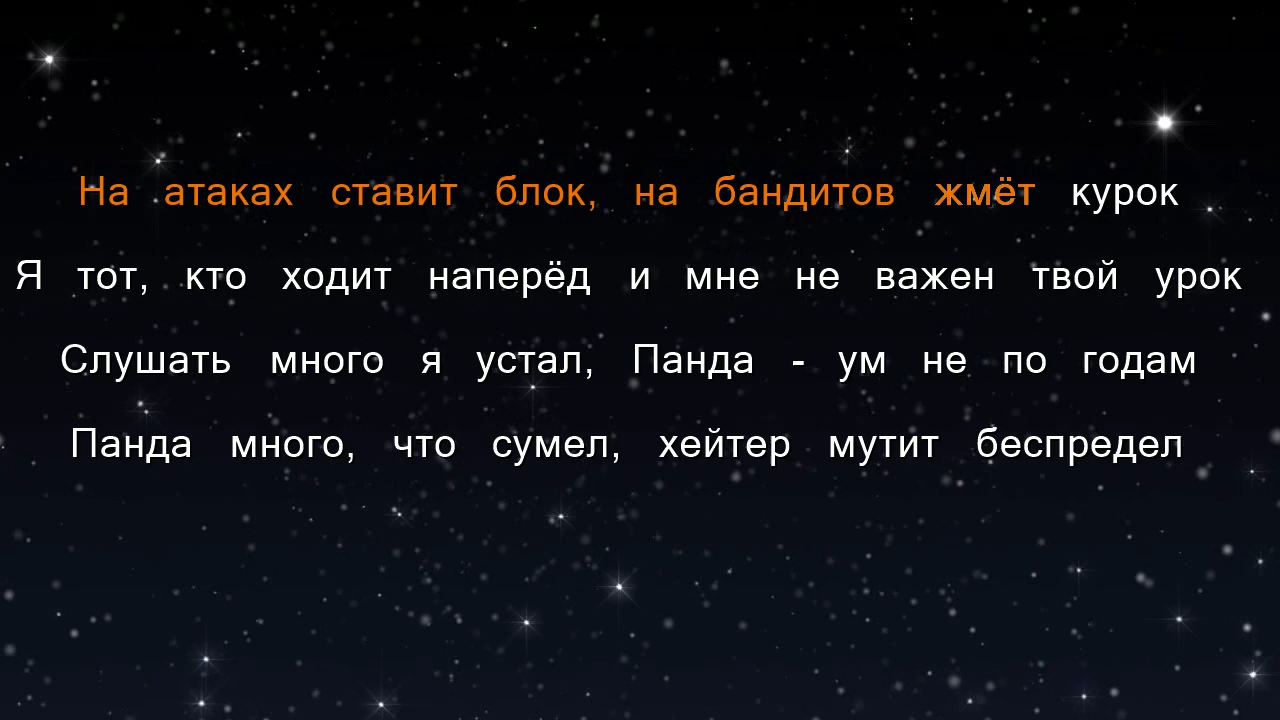 На атаках ставит блок, на бандитов жмёт курок
Я тот, кто ходит наперёд и мне не важен твой урок
Слушать много я устал, Панда - ум не по годам
Панда много, что сумел, хейтер мутит беспредел